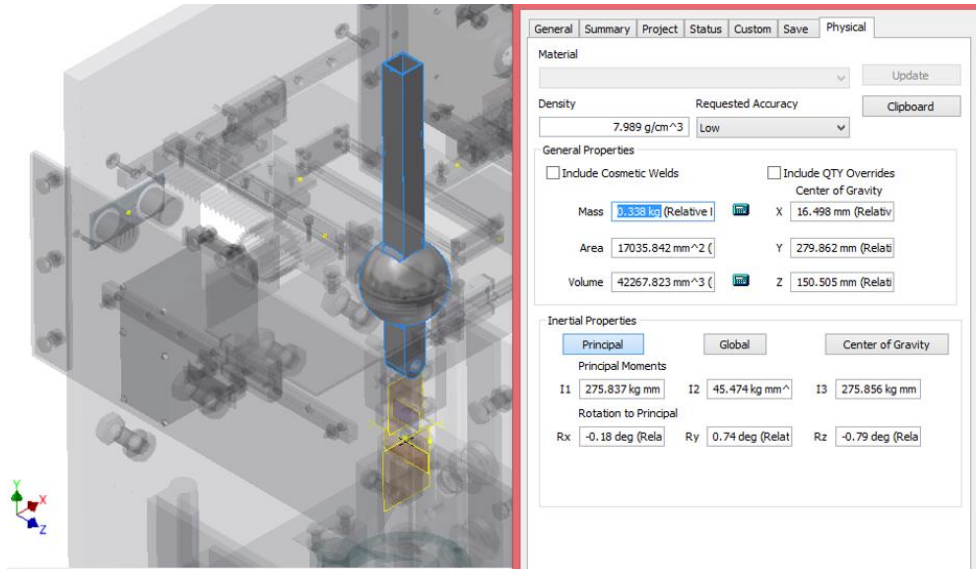 General Summary Project Status Custom Save Physical
Material
Update
Density Requested Accuracy Clipboard
7.989 g/cm^3 Low
General Properties
Include Cosmetic Welds Include QTY Overrides
Center of Gravity
Mass 0.338 kg (Relative I X 16.498 mm (Relativ
Area 17035.842 mm^2 ( Y 279.862 mm (Relati
Volume 42267.823 mm^3 ( Z 150.505 mm (Relati
Inertial Properties
Principal Global Center of Gravity
Principal Moments
I1 275.837 kg mm I2 45.474 kg mm^ I3 275.856 kg mm
Rotation to Principal
Rx -0.18 deg (Rela Ry 0.74 deg (Relat Rz -0.79 deg (Rela
Y
X
Z